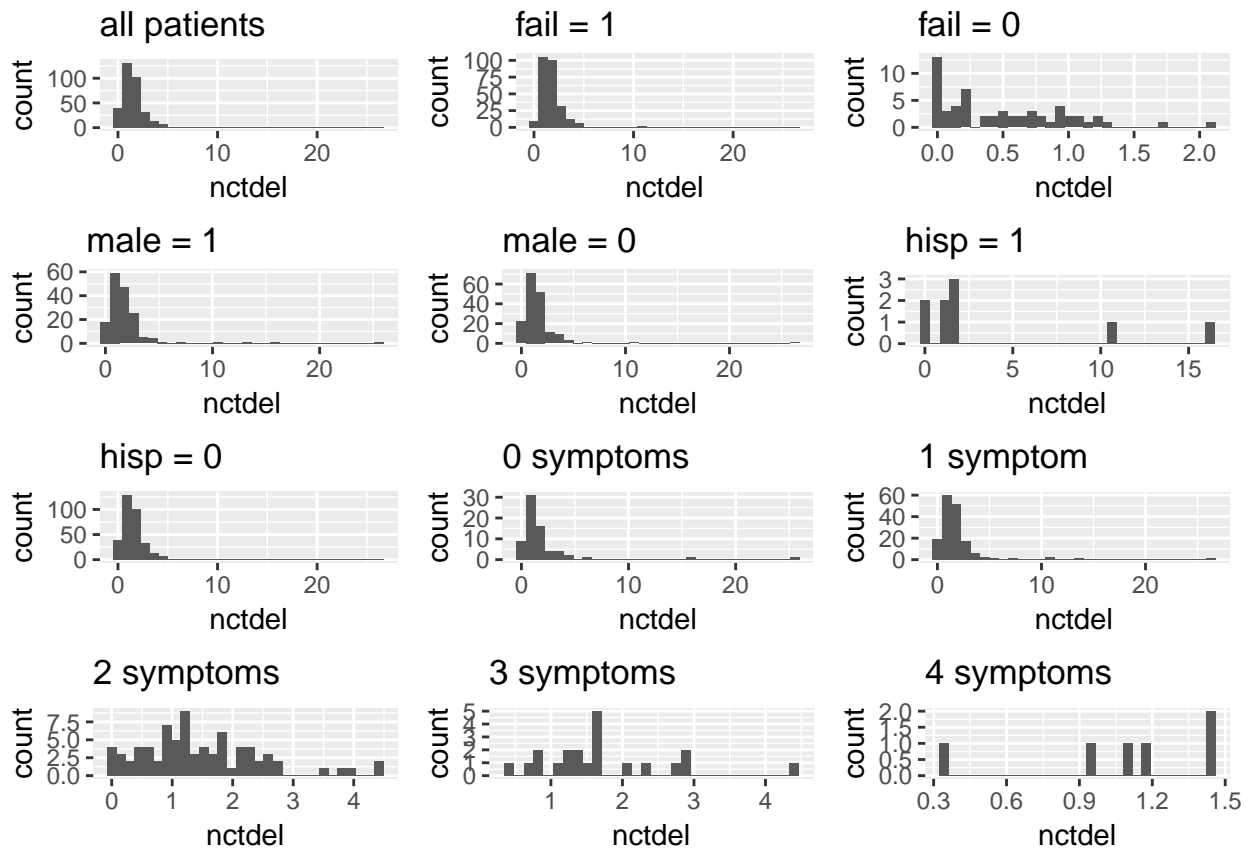 all patients
count
100
50
0
0 10 20
nctdel
fail = 1
count
100
75
50
25
0
0 10 20
nctdel
fail = 0
count
10
5
0
0.0 0.5 1.0 1.5 2.0
nctdel
male = 1
count
60
40
20
0
0 10 20
nctdel
male = 0
count
60
40
20
0
0 10 20
nctdel
hisp = 1
count
3
2
1
0
0 5 10 15
nctdel
hisp = 0
count
100
50
0
0 10 20
nctdel
0 symptoms
count
30
20
10
0
0 10 20
nctdel
1 symptom
count
60
40
20
0
0 10 20
nctdel
2 symptoms
count
7.5
5.0
2.5
0.0
0 1 2 3 4
nctdel
3 symptoms
count
5
4
3
2
1
0
1 2 3 4
nctdel
4 symptoms
count
2.0
1.5
1.0
0.5
0.0
0.3 0.6 0.9 1.2 1.5
nctdel